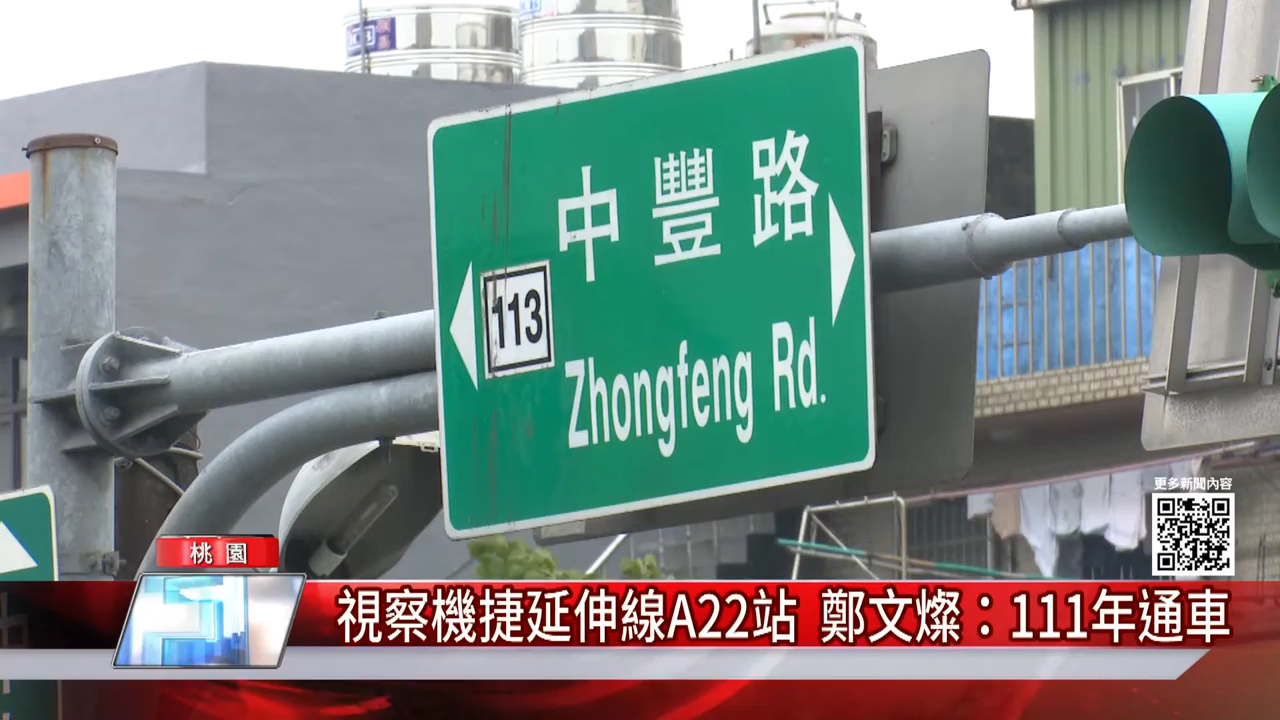 中豐路
113
Zhongfeng Rd.
更多新聞內容
桃園
視察機捷延伸線A22站 鄭文燦：111年通車